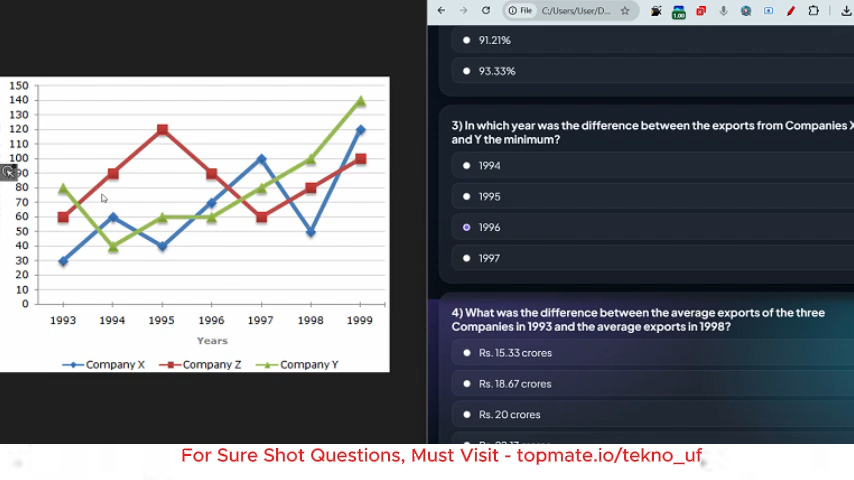 File C:/Users/User/D...
1.00
91.21%
93.33%
150
140
130
120
110
100
90
80
70
60
50
40
30
20
10
0
1993 1994 1995 1996 1997 1998 1999
Years
Company X Company Z Company Y
3) In which year was the difference between the exports from Companies X
and Y the minimum?
1994
1995
1996
1997
4) What was the difference between the average exports of the three
Companies in 1993 and the average exports in 1998?
Rs. 15.33 crores
Rs. 18.67 crores
Rs. 20 crores
For Sure Shot Questions, Must Visit - topmate.io/tekno_uf